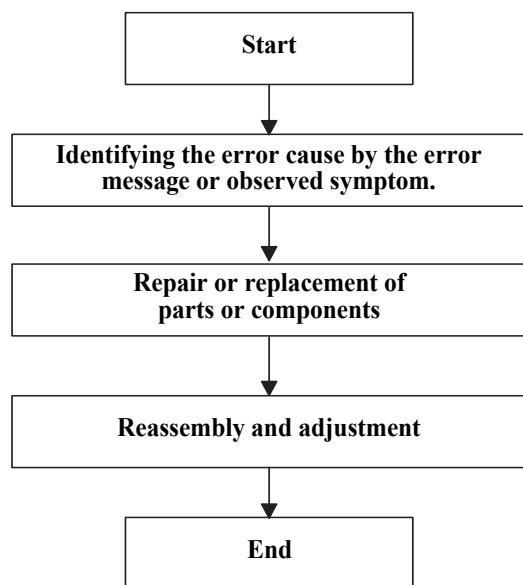 Start
Identifying the error cause by the error
message or observed symptom.
Repair or replacement of
parts or components
Reassembly and adjustment
End